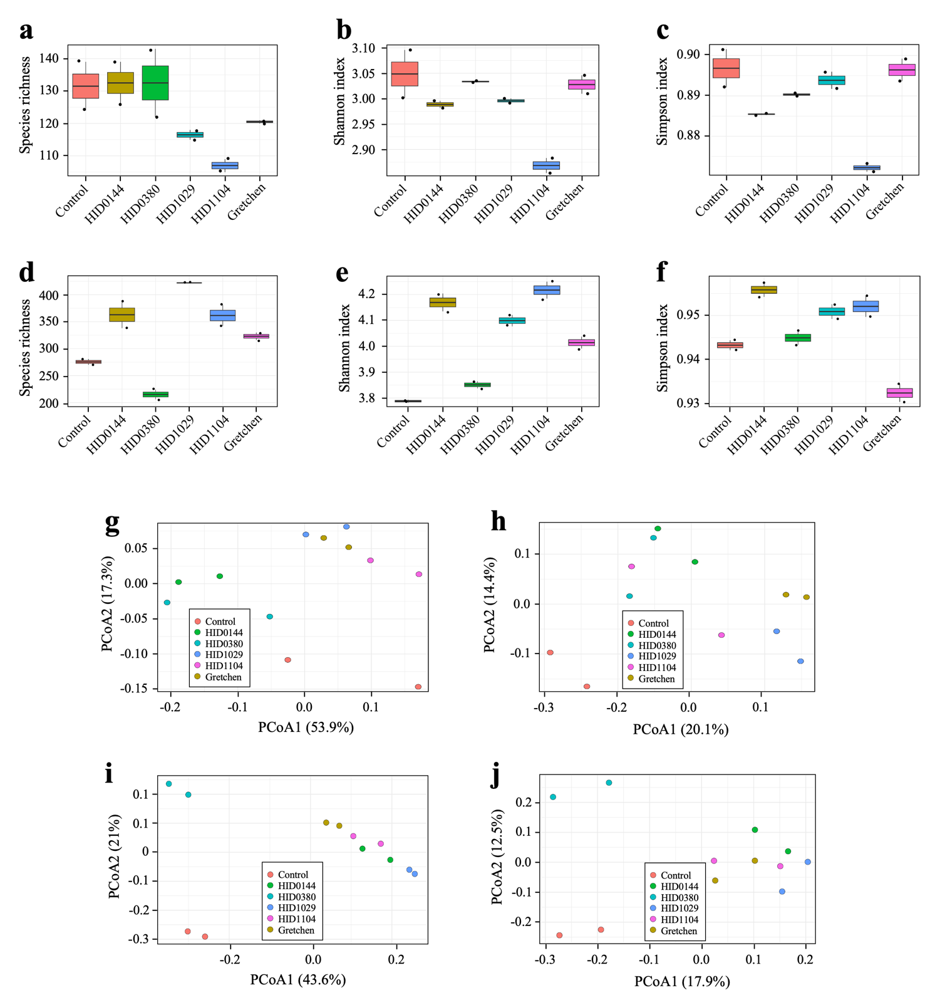 a
Species richness
140
130
120
110
Control
HID0144
HID0380
HID1029
HID1104
Gretchen
b
Shannon index
3.10
3.05
3.00
2.95
2.90
Control
HID0144
HID0380
HID1029
HID1104
Gretchen
c
Simpson index
0.90
0.89
0.88
Control
HID0144
HID0380
HID1029
HID1104
Gretchen
d
Species richness
400
350
300
250
200
Control
HID0144
HID0380
HID1029
HID1104
Gretchen
e
Shannon index
4.2
4.1
4.0
3.9
3.8
Control
HID0144
HID0380
HID1029
HID1104
Gretchen
f
Simpson index
0.95
0.94
0.93
Control
HID0144
HID0380
HID1029
HID1104
Gretchen
g
PCoA2 (17.3%)
0.05
0.00
-0.05
-0.10
-0.15
Control
HID0144
HID0380
HID1029
HID1104
Gretchen
-0.2
-0.1
0.0
0.1
PCoA1 (53.9%)
h
PCoA2 (14.4%)
0.1
0.0
-0.1
Control
HID0144
HID0380
HID1029
HID1104
Gretchen
-0.3
-0.2
0.0
0.1
PCoA1 (20.1%)
i
PCoA2 (21%)
0.1
0.1
0
-0.1
-0.2
-0.3
Control
HID0144
HID0380
HID1029
HID1104
Gretchen
-0.2
0.0
0.2
PCoA1 (43.6%)
j
PCoA2 (12.5%)
0.2
0.1
0.0
-0.1
-0.2
Control
HID0144
HID0380
HID1029
HID1104
Gretchen
-0.3
-0.2
-0.1
0.0
0.1
0.2
PCoA1 (17.9%)